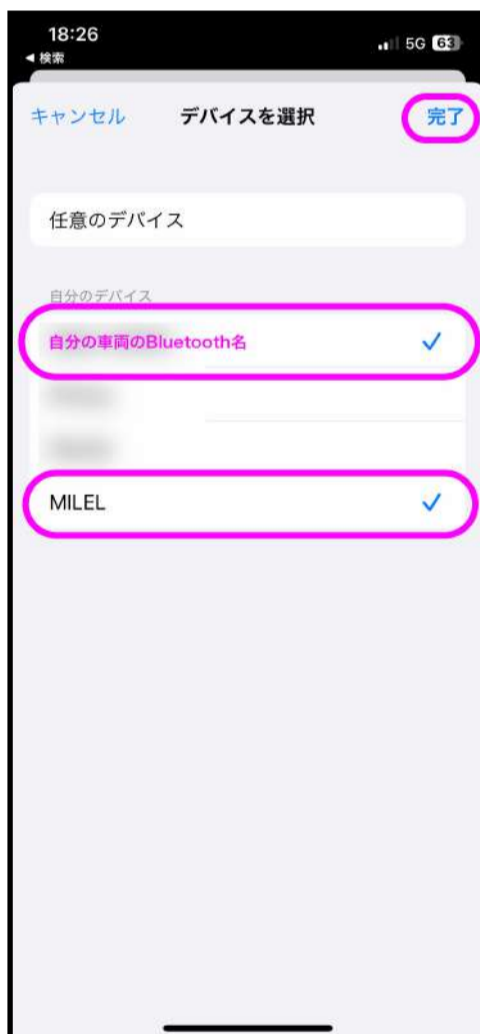 18:26
◀ 検索
5G 63
キャンセル デバイスを選択 完了
任意のデバイス
自分のデバイス
自分の車両のBluetooth名
MILEL